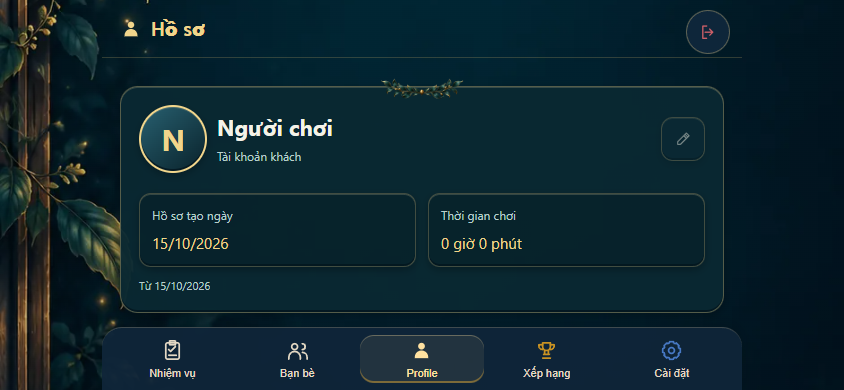 Hồ sơ
N
Người chơi
Tài khoản khách
Hồ sơ tạo ngày
15/10/2026
Thời gian chơi
0 giờ 0 phút
Từ 15/10/2026
Nhiệm vụ
Bạn bè
Profile
Xếp hạng
Cài đặt